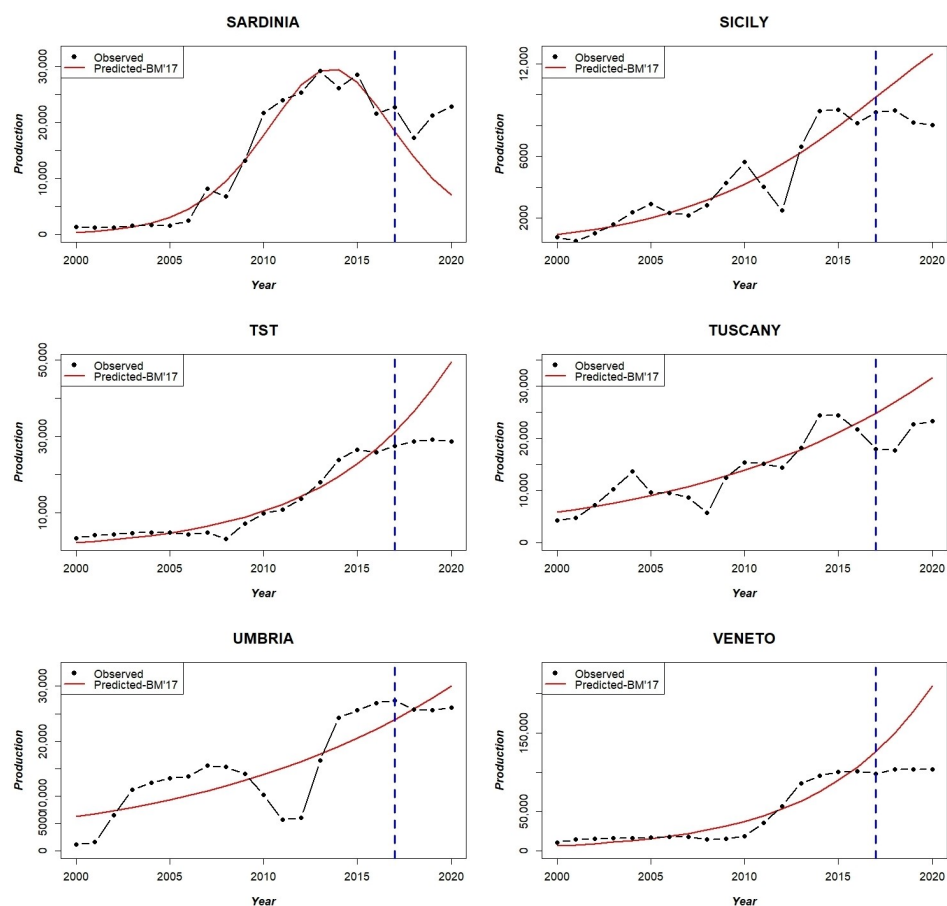 SARDINIA
Observed
Predicted-BM'17
Production
30,000
20,000
10,000
0
2000 2005 2010 2015 2020
Year
SICILY
Observed
Predicted-BM'17
Production
12,000
6000
2000
2000 2005 2010 2015 2020
Year
TST
Observed
Predicted-BM'17
Production
50,000
30,000
10,000
2000 2005 2010 2015 2020
Year
TUSCANY
Observed
Predicted-BM'17
Production
30,000
20,000
10,000
0
2000 2005 2010 2015 2020
Year
UMBRIA
Observed
Predicted-BM'17
Production
30,000
20,000
0
2000 2005 2010 2015 2020
Year
VENETO
Observed
Predicted-BM'17
Production
150,000
50,000
0
2000 2005 2010 2015 2020
Year